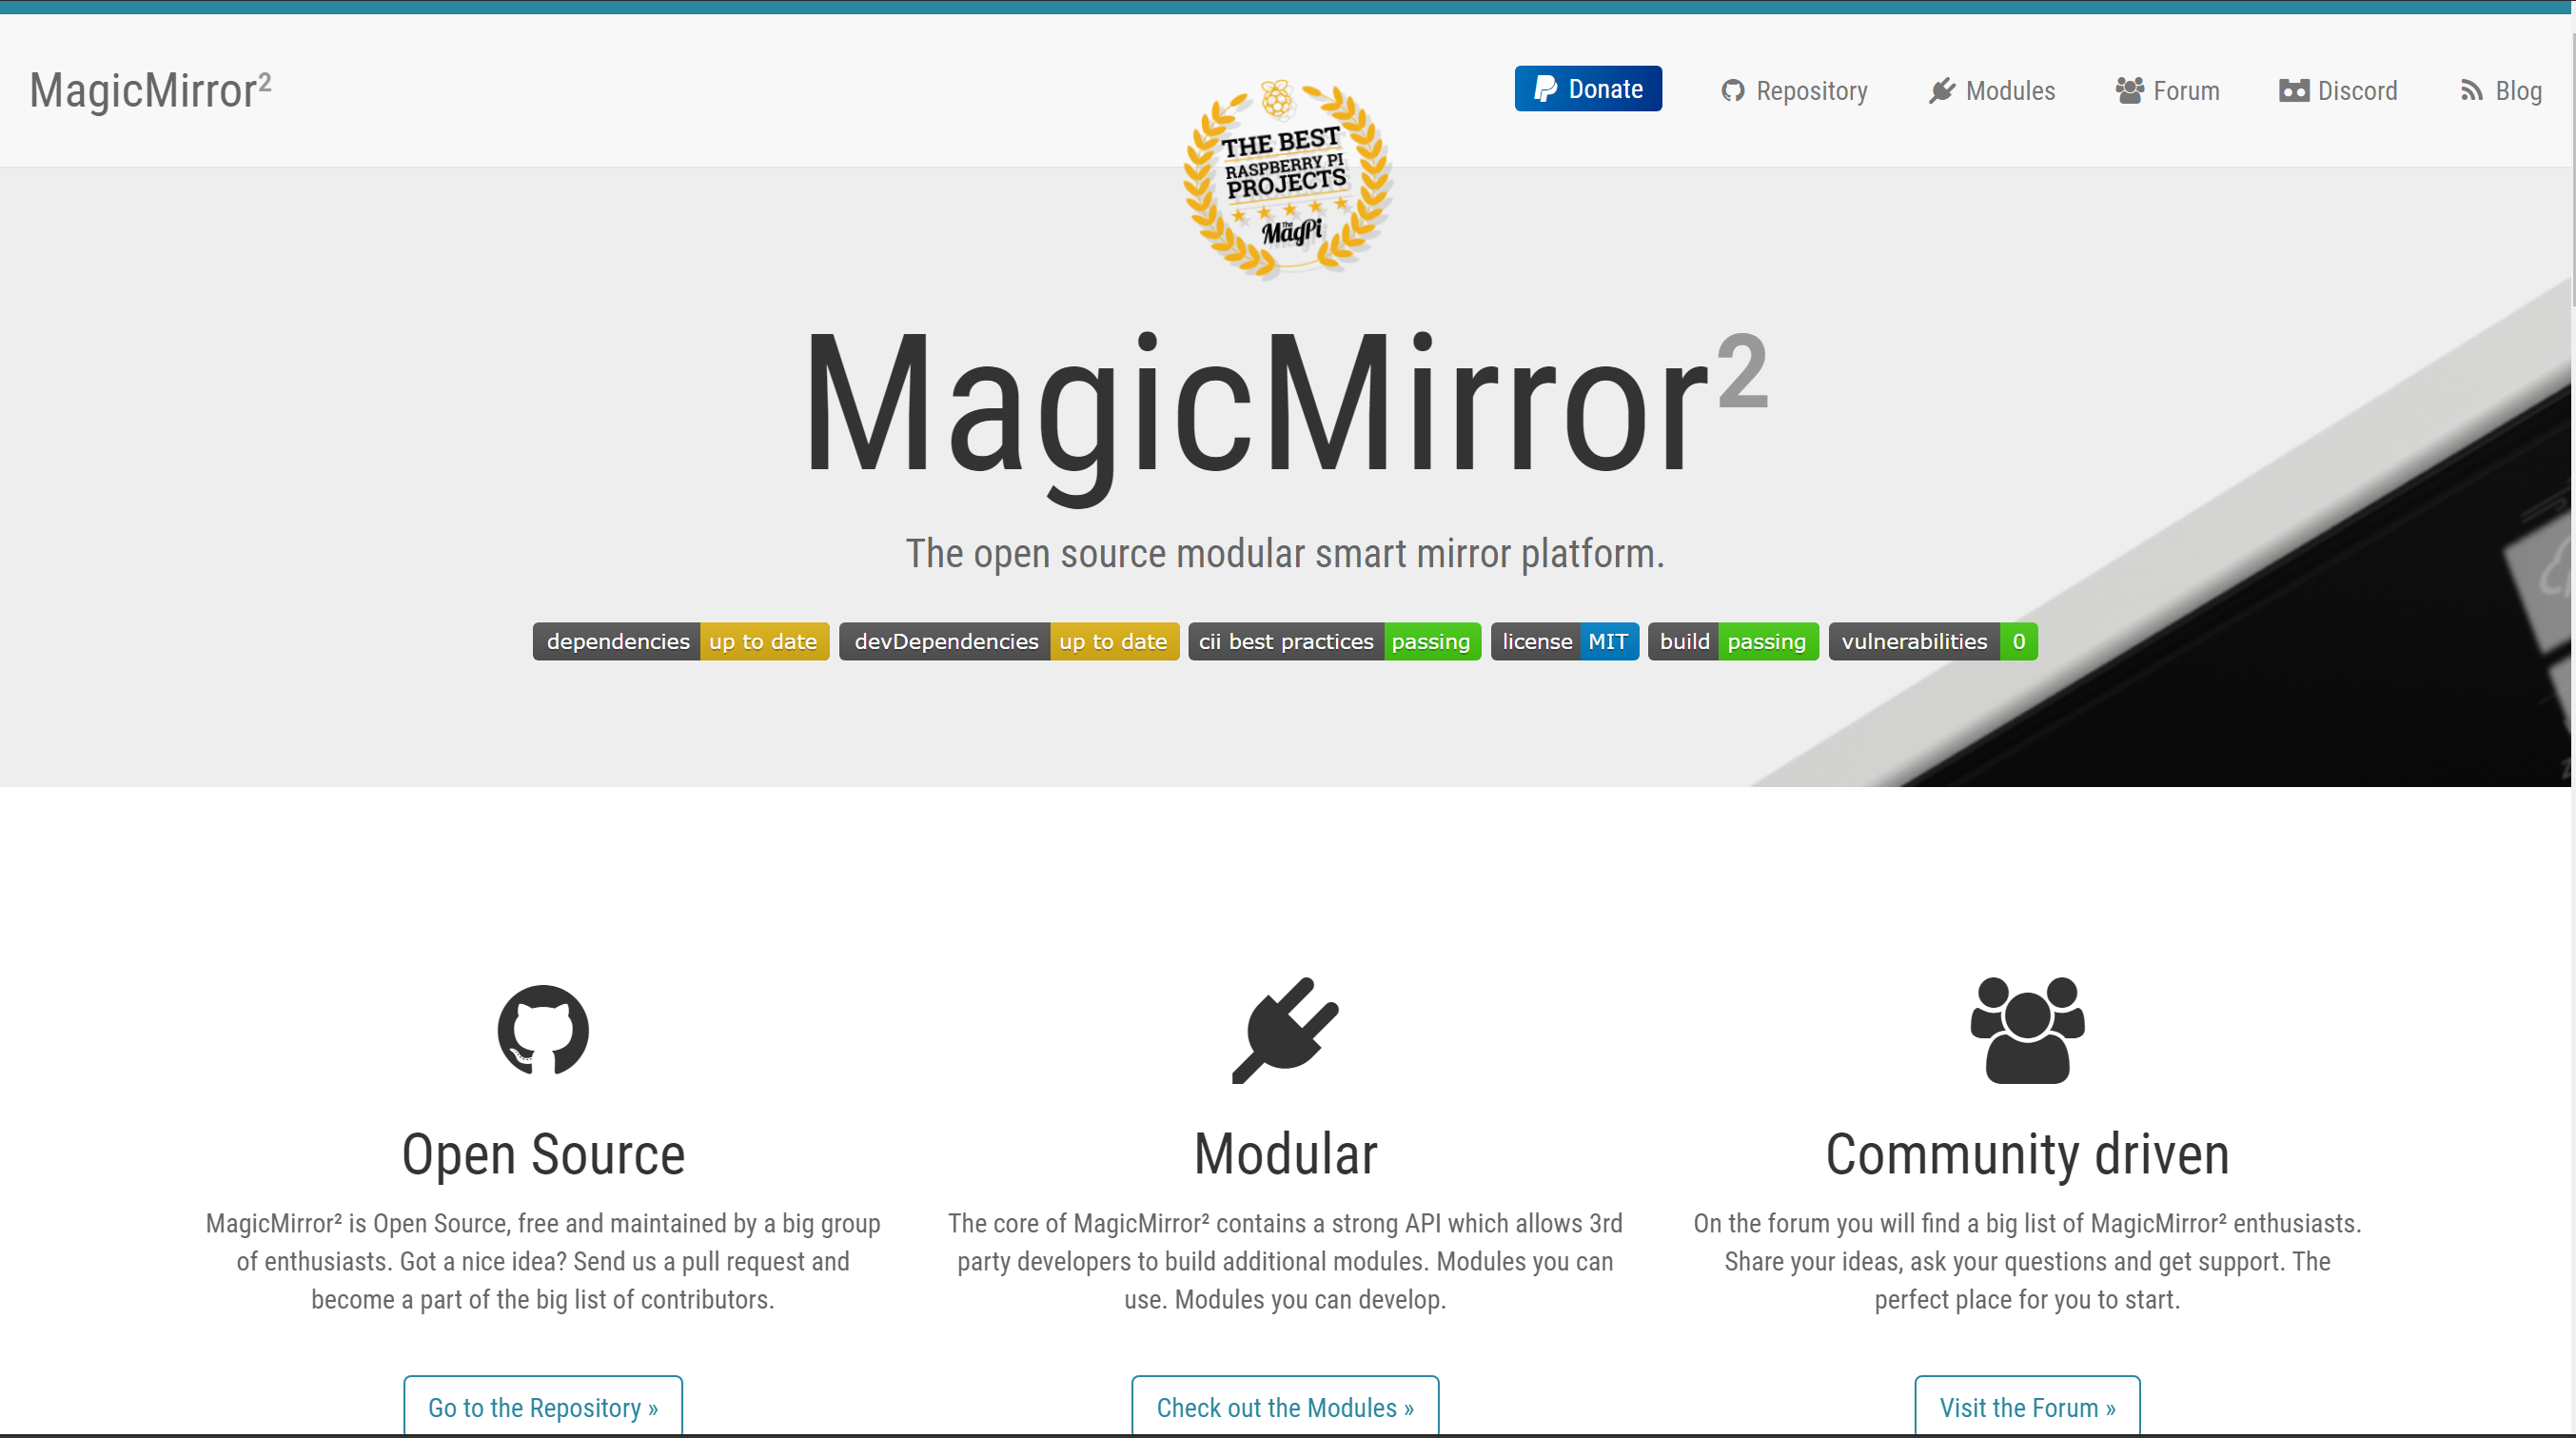 MagicMirror²
Donate
Repository
Modules
Forum
Discord
Blog
THE BEST
RASPBERRY PI
PROJECTS
The
MagPi
MagicMirror²
The open source modular smart mirror platform.
dependencies up to date devDependencies up to date cii best practices passing license MIT build passing vulnerabilities 0
Open Source
MagicMirror² is Open Source, free and maintained by a big group
of enthusiasts. Got a nice idea? Send us a pull request and
become a part of the big list of contributors.
Go to the Repository »
Modular
The core of MagicMirror² contains a strong API which allows 3rd
party developers to build additional modules. Modules you can
use. Modules you can develop.
Check out the Modules »
Community driven
On the forum you will find a big list of MagicMirror² enthusiasts.
Share your ideas, ask your questions and get support. The
perfect place for you to start.
Visit the Forum »